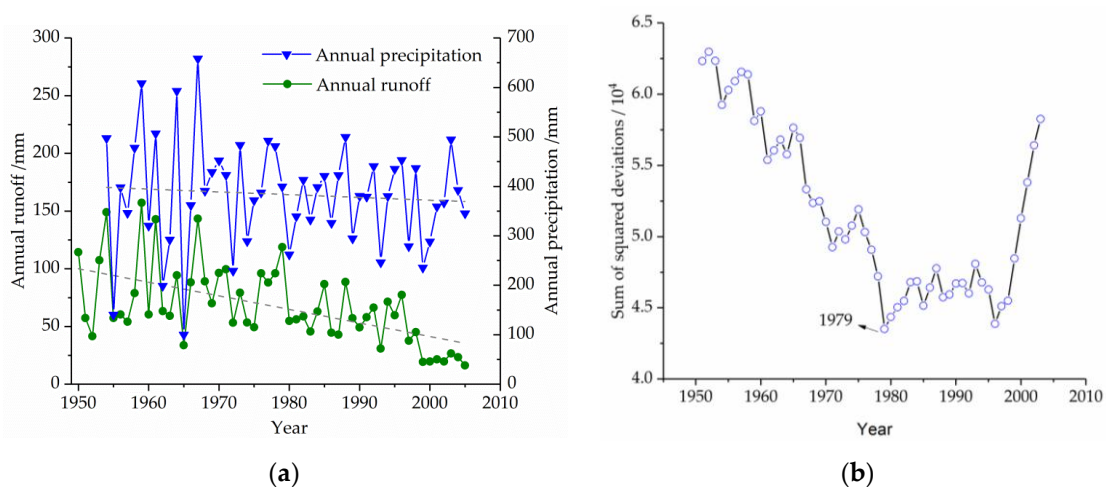 Annual precipitation
Annual runoff
300
250
200
150
100
50
0
Annual runoff /mm
700
600
500
400
300
200
100
0
Annual precipitation /mm
1950 1960 1970 1980 1990 2000 2010
Year
(a)
6.5
6.0
5.5
5.0
4.5
4.0
Sum of squared deviations / 10⁴
1979
1950 1960 1970 1980 1990 2000 2010
Year
(b)